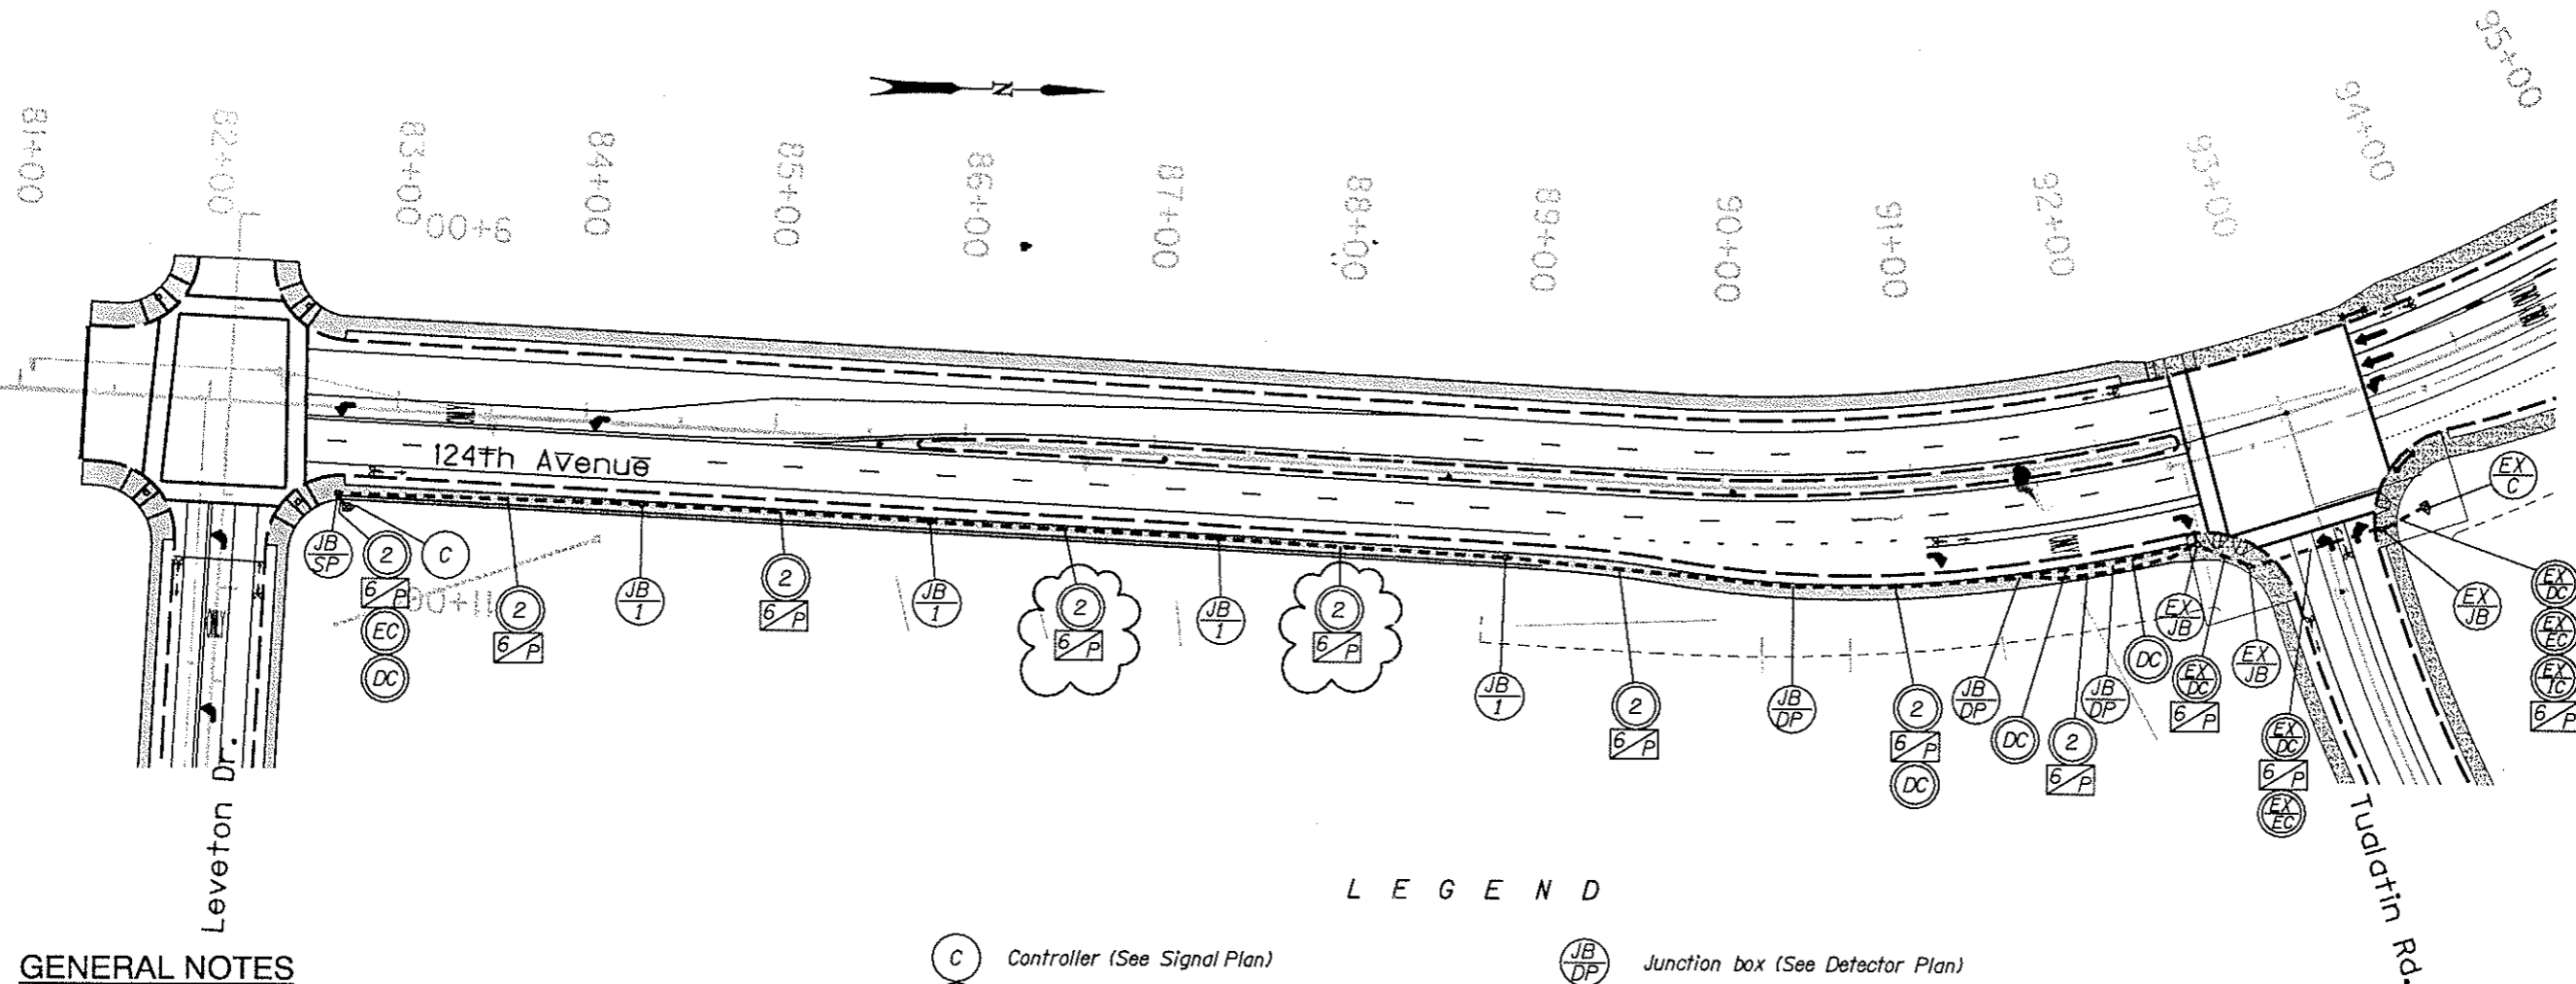 N
81+00
82+00
83+00
84+00
85+00
86+00
87+00
88+00
89+00
90+00
91+00
92+00
93+00
94+00
95+00
9+00
124th Avenue
11+00
JB SP
2
6 P
EC
DC
C
2
6 P
JB 1
2
6 P
JB 1
2
6 P
JB 1
2
6 P
JB 1
2
6 P
JB DP
2
6 P
DC
JB DP
DC
2
6 P
JB DP
DC
EX JB
EX DC
6 P
EX JB
EX DC
6 P
EX EC
EX C
EX JB
EX DC
EX EC
EX IC
6 P
Leveton Dr.
Tualatin Rd.
LEGEND
GENERAL NOTES
C Controller (See Signal Plan)
JB DP Junction box (See Detector Plan)